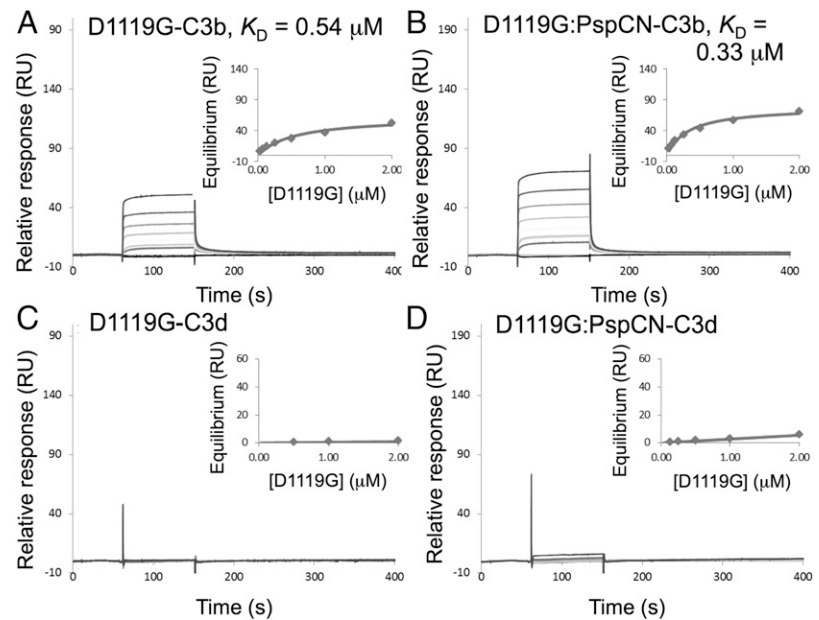 A
D1119G-C3b, KD = 0.54 μM
Relative response (RU)
90
40
-10
0
100
200
300
400
Time (s)
Equilibrium (RU)
140
90
40
-10
0.00
1.00
2.00
[D1119G] (μM)
B
D1119G:PspCN-C3b, KD =
0.33 μM
Relative response (RU)
190
140
90
40
-10
0
100
200
300
400
Time (s)
Equilibrium (RU)
140
90
40
-10
0.00
1.00
2.00
[D1119G] (μM)
C
D1119G-C3d
Relative response (RU)
90
40
-10
0
100
200
300
400
Time (s)
Equilibrium (RU)
60
40
20
0
0.00
1.00
2.00
[D1119G] (μM)
D
D1119G:PspCN-C3d
Relative response (RU)
190
140
90
40
-10
0
100
200
300
400
Time (s)
Equilibrium (RU)
60
40
20
0
0.00
1.00
2.00
[D1119G] (μM)